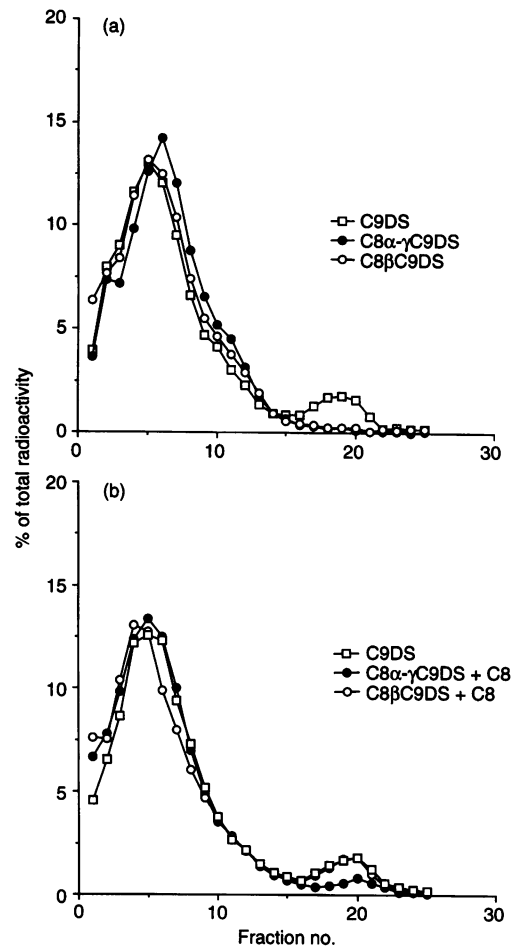 20
(a)
15
C9DS
C8α-γC9DS
C8βC9DS
10
5
0
0
10
20
30
% of total radioactivity
20
(b)
15
C9DS
C8α-γC9DS + C8
C8βC9DS + C8
10
5
0
0
10
20
30
Fraction no.